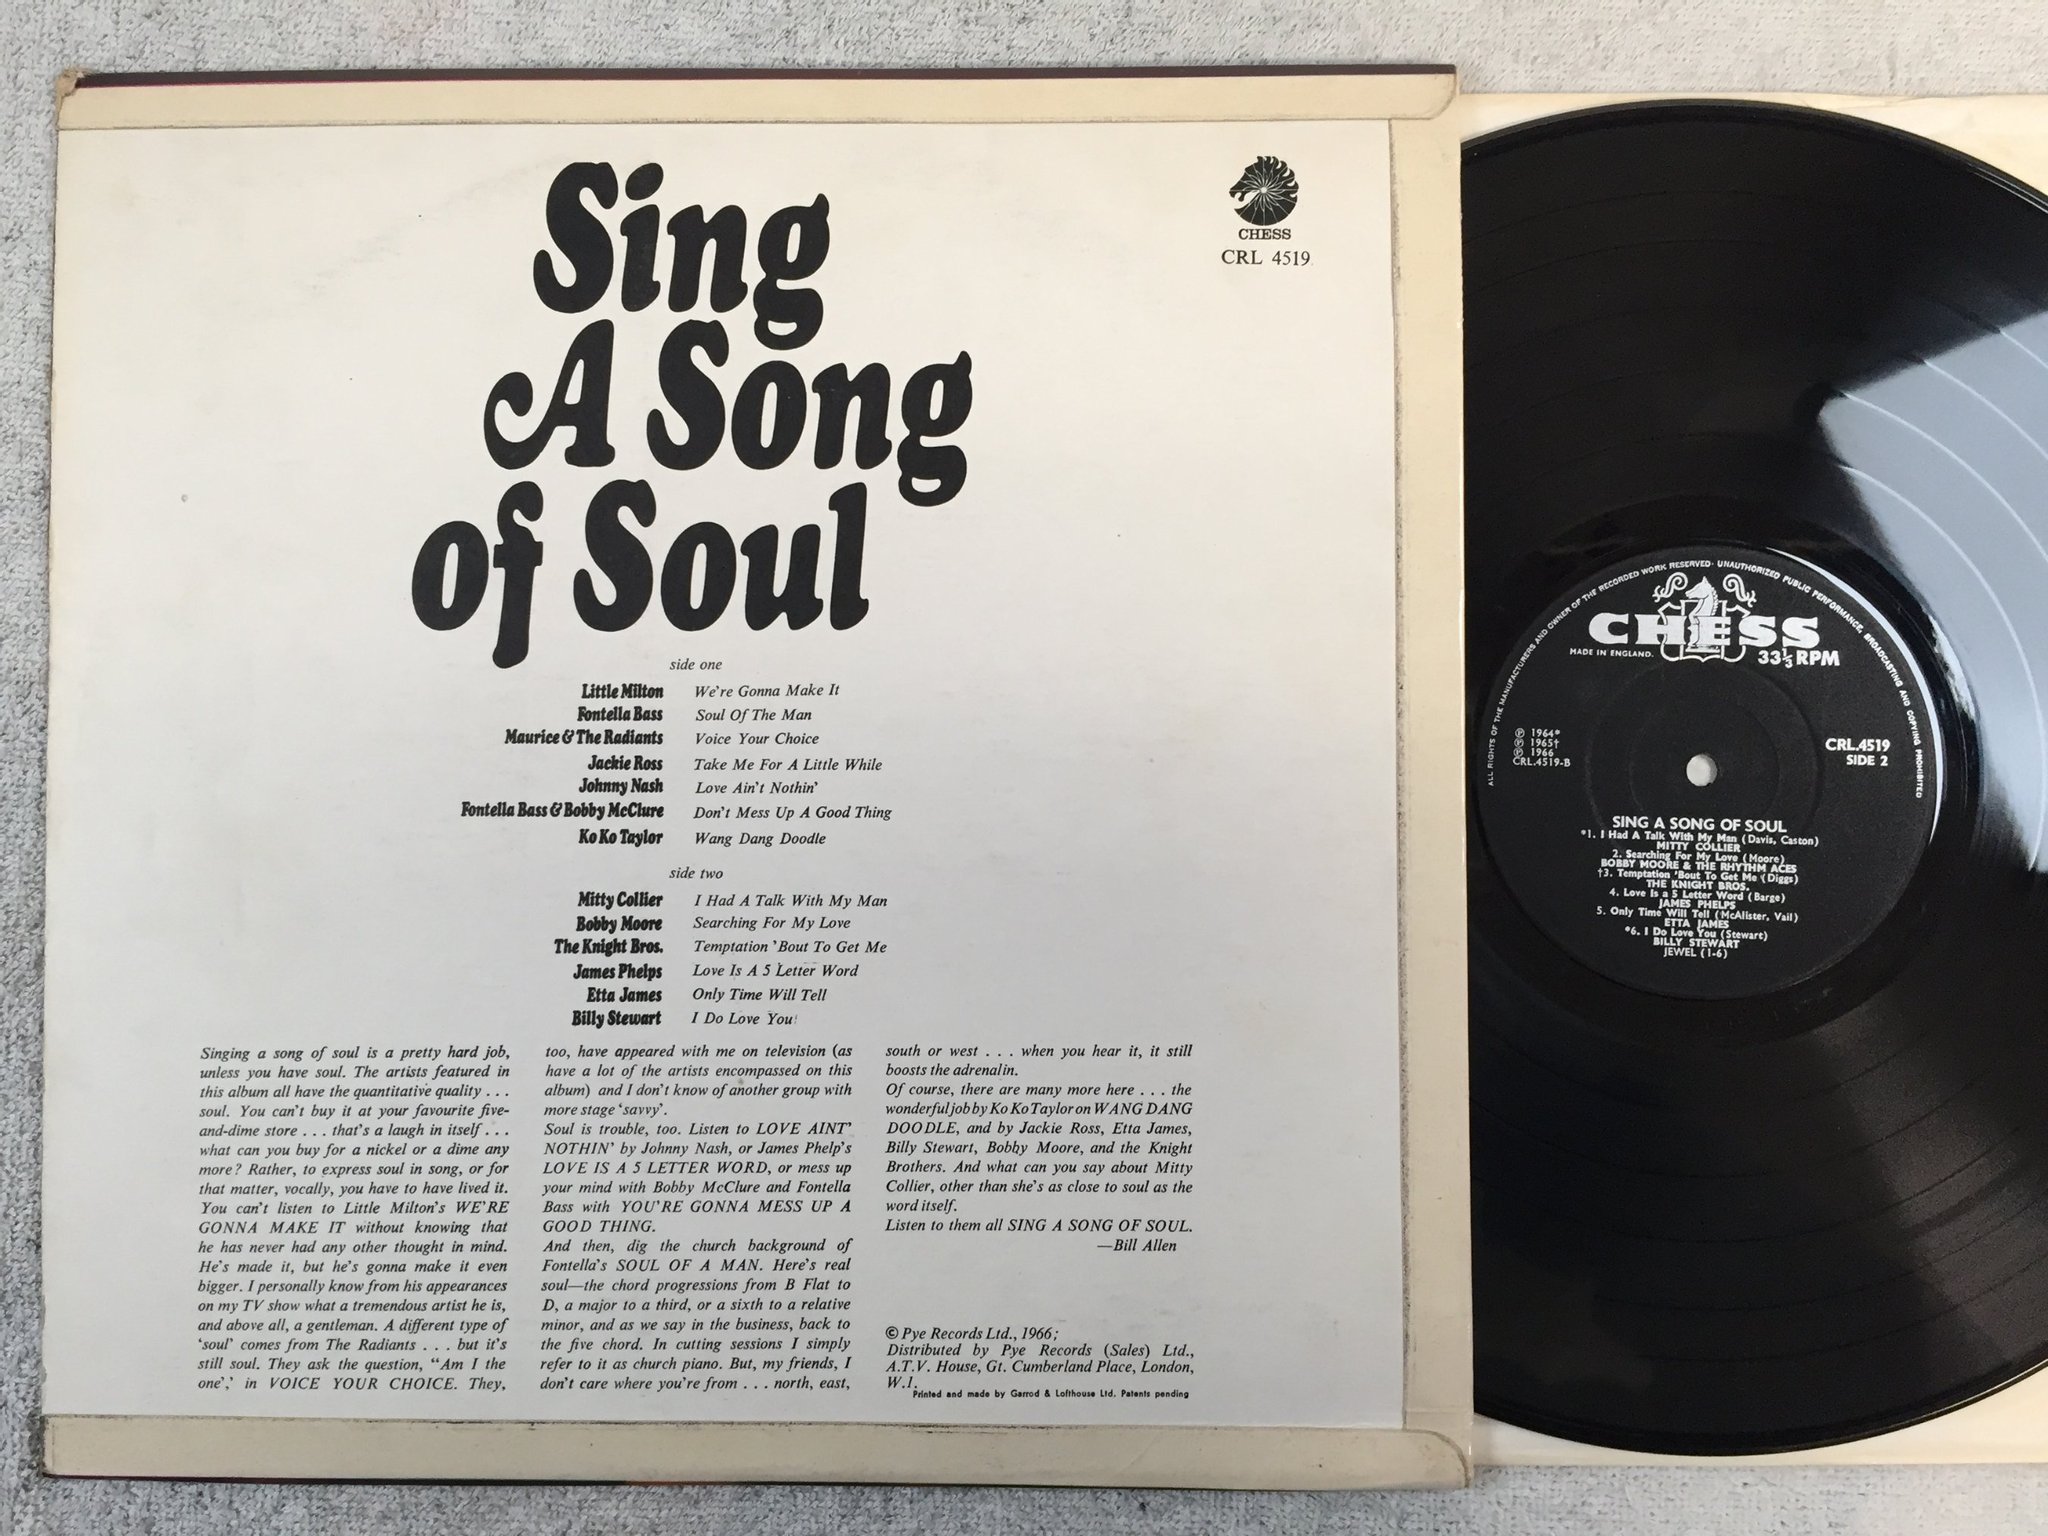 Sing
A Song
of Soul
CHESS
CRL 4519
side one
Little Milton We're Gonna Make It
Fontella Bass Soul Of The Man
Maurice & The Radiants Voice Your Choice
Jackie Ross Take Me For A Little While
Johnny Nash Love Ain't Nothin'
Fontella Bass & Bobby McClure Don't Mess Up A Good Thing
Ko Ko Taylor Wang Dang Doodle
side two
Mitty Collier I Had A Talk With My Man
Bobby Moore Searching For My Love
The Knight Bros. Temptation 'Bout To Get Me
James Phelps Love Is A 5 Letter Word
Etta James Only Time Will Tell
Billy Stewart I Do Love You
Singing a song of soul is a pretty hard job,
unless you have soul. The artists featured in
this album all have the quantitative quality . . .
soul. You can't buy it at your favourite five-
and-dime store . . . that's a laugh in itself . . .
what can you buy for a nickel or a dime any
more? Rather, to express soul in song, or for
that matter, vocally, you have to have lived it.
You can't listen to Little Milton's WE'RE
GONNA MAKE IT without knowing that
he has never had any other thought in mind.
He's made it, but he's gonna make it even
bigger. I personally know from his appearances
on my TV show what a tremendous artist he is,
and above all, a gentleman. A different type of
'soul' comes from The Radiants . . . but it's
still soul. They ask the question, "Am I the
one',' in VOICE YOUR CHOICE. They,
too, have appeared with me on television (as
have a lot of the artists encompassed on this
album) and I don't know of another group with
more stage 'savvy'.
Soul is trouble, too. Listen to LOVE AINT'
NOTHIN' by Johnny Nash, or James Phelp's
LOVE IS A 5 LETTER WORD, or mess up
your mind with Bobby McClure and Fontella
Bass with YOU'RE GONNA MESS UP A
GOOD THING.
And then, dig the church background of
Fontella's SOUL OF A MAN. Here's real
soul—the chord progressions from B Flat to
D, a major to a third, or a sixth to a relative
minor, and as we say in the business, back to
the five chord. In cutting sessions I simply
refer to it as church piano. But, my friends, I
don't care where you're from . . . north, east,
south or west . . . when you hear it, it still
boosts the adrenalin.
Of course, there are many more here . . . the
wonderful job by Ko Ko Taylor on WANG DANG
DOODLE, and by Jackie Ross, Etta James,
Billy Stewart, Bobby Moore, and the Knight
Brothers. And what can you say about Mitty
Collier, other than she's as close to soul as the
word itself.
Listen to them all SING A SONG OF SOUL.
—Bill Allen
© Pye Records Ltd., 1966;
Distributed by Pye Records (Sales) Ltd.,
A.T.V. House, Gt. Cumberland Place, London,
W.1.
Printed and made by Garrod & Lofthouse Ltd. Patents pending
ALL RIGHTS OF THE MANUFACTURERS AND OWNER OF THE RECORDED WORK RESERVED· UNAUTHORIZED PUBLIC PERFORMANCE, BROADCASTING AND COPYING PROHIBITED
CHESS
MADE IN ENGLAND.
33⅓ RPM
℗ 1964*
℗ 1965†
℗ 1966
CRL.4519-B
CRL.4519
SIDE 2
SING A SONG OF SOUL
*1. I Had A Talk With My Man (Davis, Caston)
MITTY COLLIER
2. Searching For My Love (Moore)
BOBBY MOORE & THE RHYTHM ACES
†3. Temptation 'Bout To Get Me (Diggs)
THE KNIGHT BROS.
4. Love Is a 5 Letter Word (Barge)
JAMES PHELPS
5. Only Time Will Tell (McAlister, Vail)
ETTA JAMES
*6. I Do Love You (Stewart)
BILLY STEWART
JEWEL (1-6)